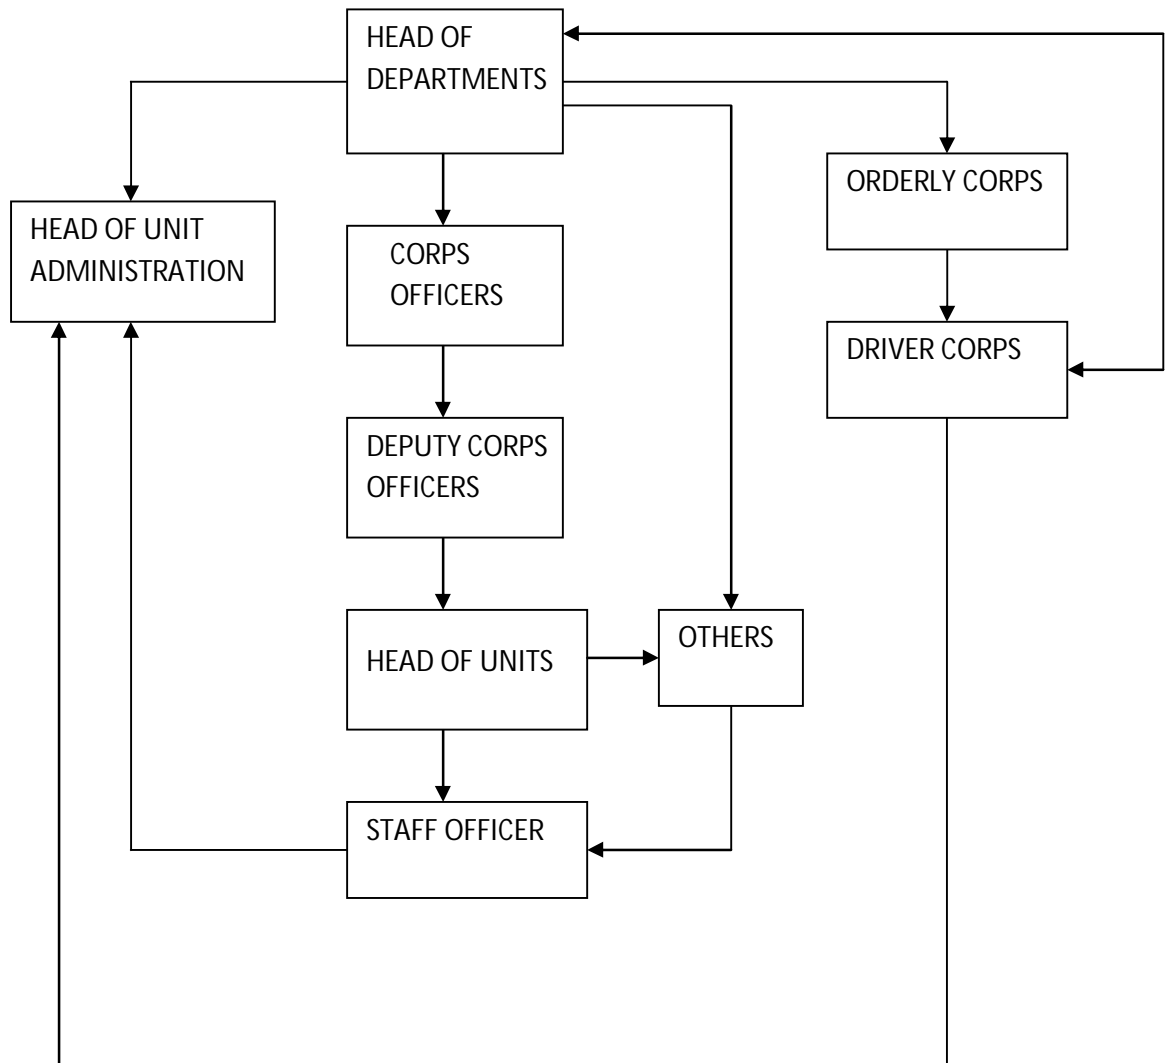 HEAD OF
DEPARTMENTS
ORDERLY CORPS
HEAD OF UNIT
ADMINISTRATION
CORPS
OFFICERS
DRIVER CORPS
DEPUTY CORPS
OFFICERS
HEAD OF UNITS
OTHERS
STAFF OFFICER